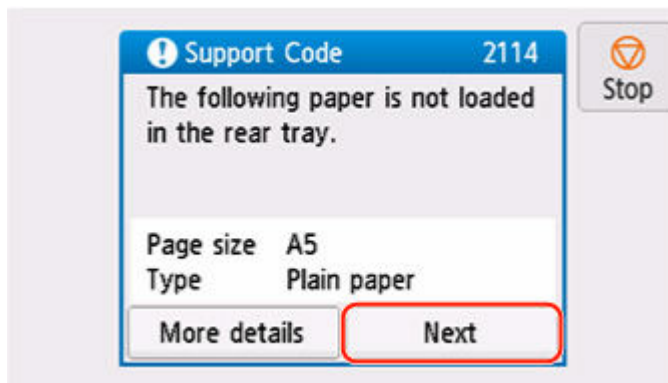 Support Code 2114
Stop
The following paper is not loaded
in the rear tray.
Page size A5
Type Plain paper
More details Next